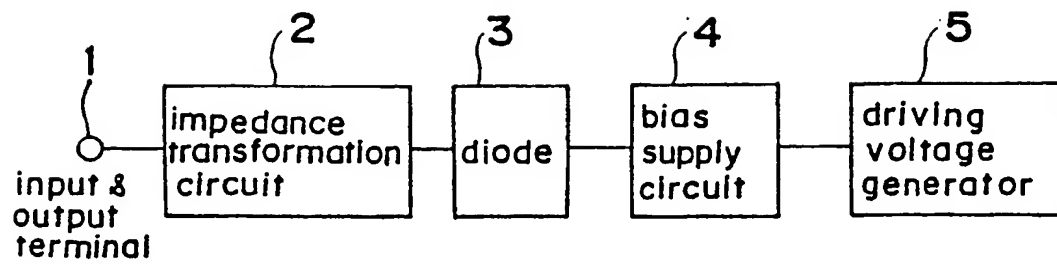 1
2
3
4
5
input &
output
terminal
impedance
transformation
circuit
diode
bias
supply
circuit
driving
voltage
generator